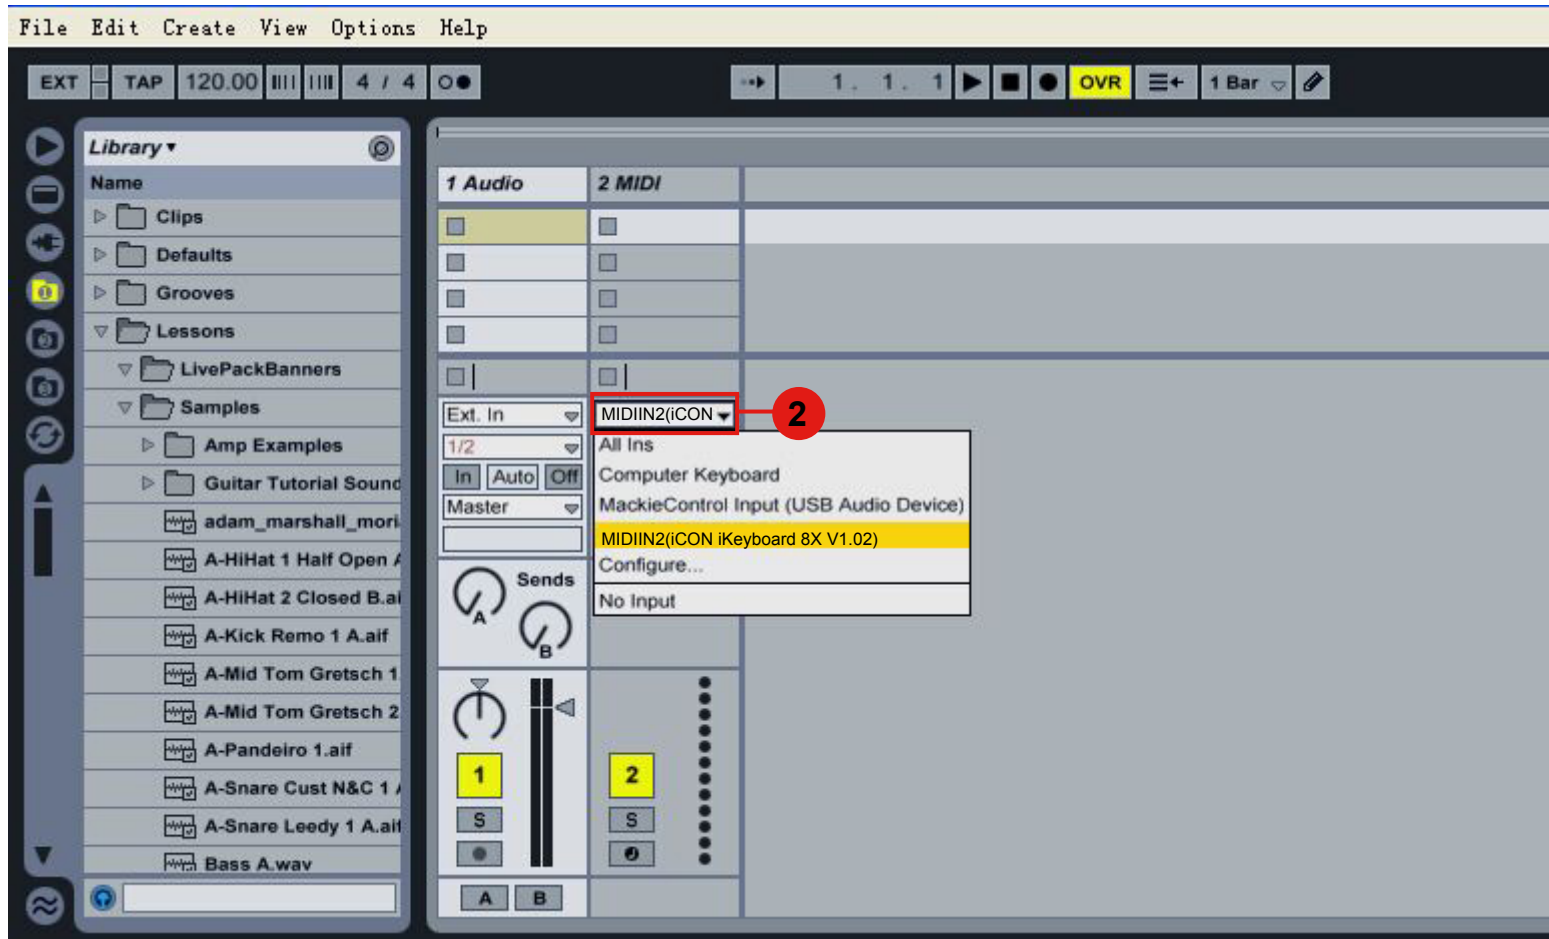 File Edit Create View Options Help
EXT TAP 120.00 4 / 4 1. 1. 1 OVR 1 Bar
Library
Name
Clips
Defaults
Grooves
Lessons
LivePackBanners
Samples
Amp Examples
Guitar Tutorial Sound
adam_marshall_mori
A-HiHat 1 Half Open A
A-HiHat 2 Closed B.ai
A-Kick Remo 1 A.aif
A-Mid Tom Gretsch 1
A-Mid Tom Gretsch 2
A-Pandeiro 1.aif
A-Snare Cust N&C 1 A
A-Snare Leedy 1 A.aif
Bass A.wav
1 Audio
2 MIDI
Ext. In
1/2
In Auto Off
Master
Sends
A
B
1
S
A B
MIDIIN2(iCON
2
All Ins
Computer Keyboard
MackieControl Input (USB Audio Device)
MIDIIN2(iCON iKeyboard 8X V1.02)
Configure...
No Input
2
S